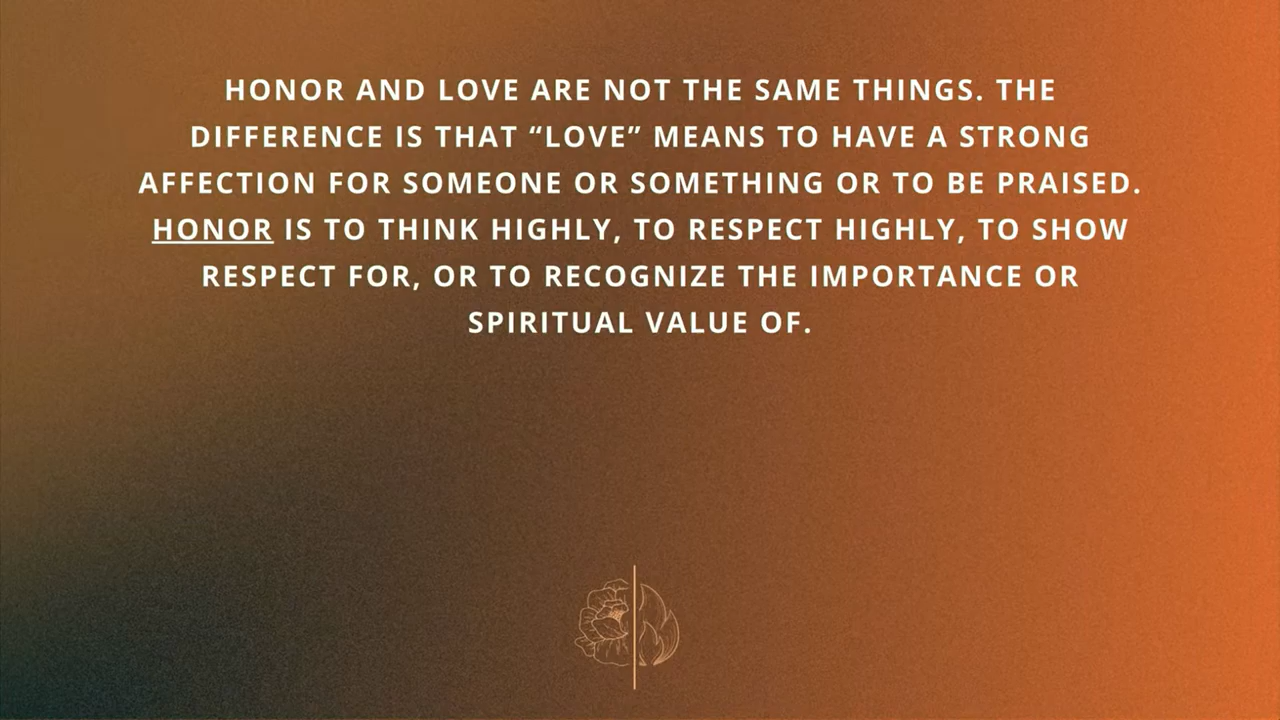 HONOR AND LOVE ARE NOT THE SAME THINGS. THE
DIFFERENCE IS THAT “LOVE” MEANS TO HAVE A STRONG
AFFECTION FOR SOMEONE OR SOMETHING OR TO BE PRAISED.
HONOR IS TO THINK HIGHLY, TO RESPECT HIGHLY, TO SHOW
RESPECT FOR, OR TO RECOGNIZE THE IMPORTANCE OR
SPIRITUAL VALUE OF.